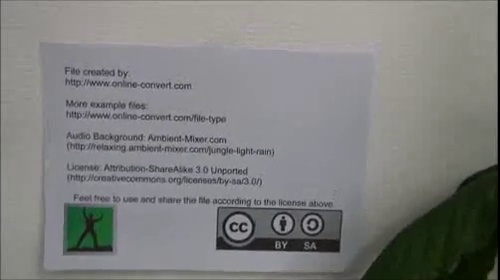 File created by:
http://www.online-convert.com
More example files:
http://www.online-convert.com/file-type
Audio Background: Ambient-Mixer.com
(http://relaxing.ambient-mixer.com/jungle-light-rain)
License: Attribution-ShareAlike 3.0 Unported
(http://creativecommons.org/licenses/by-sa/3.0/)
Feel free to use and share the file according to the license above.
cc
BY SA